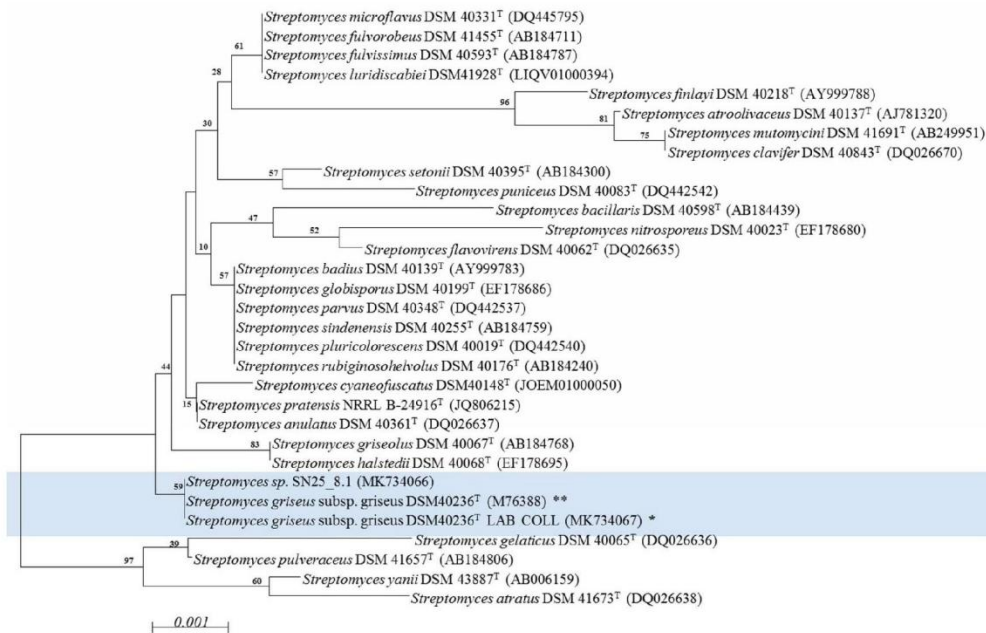 Streptomyces microflavus DSM 40331ᵀ (DQ445795)
Streptomyces fulvorobeus DSM 41455ᵀ (AB184711)
61
Streptomyces fulvissimus DSM 40593ᵀ (AB184787)
28
Streptomyces luridiscabiei DSM41928ᵀ (LIQV01000394)
Streptomyces finlayi DSM 40218ᵀ (AY999788)
96
Streptomyces atroolivaceus DSM 40137ᵀ (AJ781320)
81
30
Streptomyces mutomycini DSM 41691ᵀ (AB249951)
75
Streptomyces clavifer DSM 40843ᵀ (DQ026670)
Streptomyces setonii DSM 40395ᵀ (AB184300)
57
Streptomyces puniceus DSM 40083ᵀ (DQ442542)
Streptomyces bacillaris DSM 40598ᵀ (AB184439)
47
Streptomyces nitrosporeus DSM 40023ᵀ (EF178680)
52
10
Streptomyces flavovirens DSM 40062ᵀ (DQ026635)
Streptomyces badius DSM 40139ᵀ (AY999783)
57
Streptomyces globisporus DSM 40199ᵀ (EF178686)
Streptomyces parvus DSM 40348ᵀ (DQ442537)
Streptomyces sindenensis DSM 40255ᵀ (AB184759)
Streptomyces pluricolorescens DSM 40019ᵀ (DQ442540)
44
Streptomyces rubiginosohelvolus DSM 40176ᵀ (AB184240)
Streptomyces cyaneofuscatus DSM40148ᵀ (JOEM01000050)
15
Streptomyces pratensis NRRL B-24916ᵀ (JQ806215)
Streptomyces anulatus DSM 40361ᵀ (DQ026637)
83
Streptomyces griseolus DSM 40067ᵀ (AB184768)
Streptomyces halstedii DSM 40068ᵀ (EF178695)
Streptomyces sp. SN25_8.1 (MK734066)
59
Streptomyces griseus subsp. griseus DSM40236ᵀ (M76388) **
Streptomyces griseus subsp. griseus DSM40236ᵀ LAB COLL (MK734067) *
Streptomyces gelaticus DSM 40065ᵀ (DQ026636)
39
97
Streptomyces pulveraceus DSM 41657ᵀ (AB184806)
Streptomyces yanii DSM 43887ᵀ (AB006159)
60
Streptomyces atratus DSM 41673ᵀ (DQ026638)
0.001